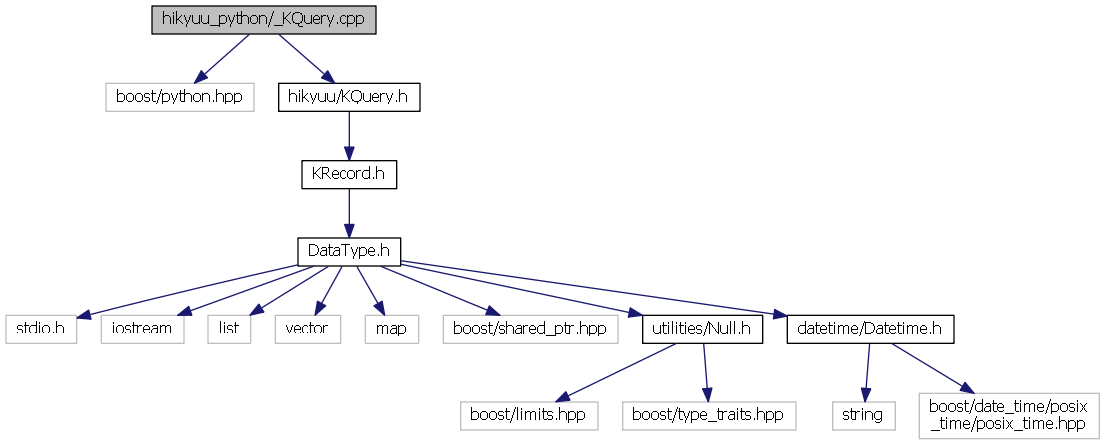 hikyuu_python/_KQuery.cpp
boost/python.hpp
hikyuu/KQuery.h
KRecord.h
DataType.h
stdio.h
iostream
list
vector
map
boost/shared_ptr.hpp
utilities/Null.h
datetime/Datetime.h
boost/limits.hpp
boost/type_traits.hpp
string
boost/date_time/posix
_time/posix_time.hpp